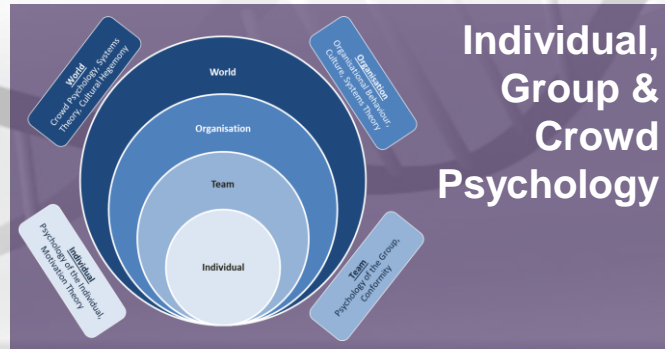 Individual,
Group &
Crowd
Psychology
World
Crowd Psychology, Systems
Theory, Cultural Hegemony
Organisation
Organisational Behaviour,
Culture, Systems Theory
World
Organisation
Team
Individual
Individual
Psychology of the Individual,
Motivation Theory
Team
Psychology of the Group,
Conformity